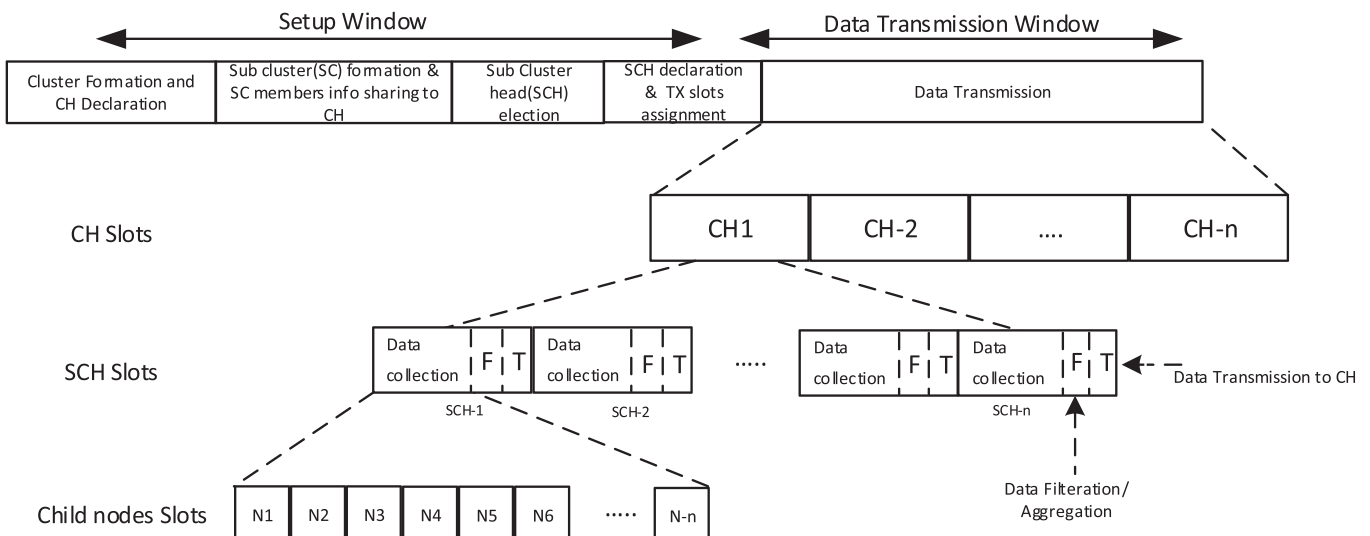 Setup Window
Data Transmission Window
Cluster Formation and
CH Declaration
Sub cluster(SC) formation &
SC members info sharing to
CH
Sub Cluster
head(SCH)
election
SCH declaration
& TX slots
assignment
Data Transmission
CH Slots
CH1
CH-2
....
CH-n
SCH Slots
Data
collection
F
T
Data
collection
F
T
.....
Data
collection
F
T
Data
collection
F
T
Data Transmission to CH
SCH-1
SCH-2
SCH-n
Data Filteration/
Aggregation
Child nodes Slots
N1
N2
N3
N4
N5
N6
.....
N-n